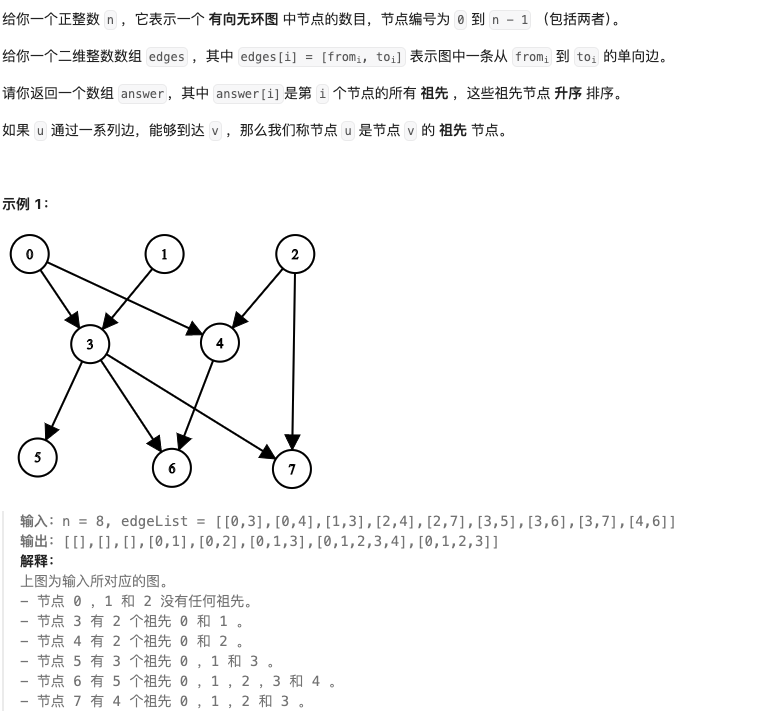 给你一个正整数 n ，它表示一个 有向无环图 中节点的数目，节点编号为 0 到 n - 1 （包括两者）。
给你一个二维整数数组 edges ，其中 edges[i] = [fromi, toi] 表示图中一条从 fromi 到 toi 的单向边。
请你返回一个数组 answer，其中 answer[i]是第 i 个节点的所有 祖先 ，这些祖先节点 升序 排序。
如果 u 通过一系列边，能够到达 v ，那么我们称节点 u 是节点 v 的 祖先 节点。
示例 1：
0 1 2
3 4
5 6 7
输入：n = 8, edgeList = [[0,3],[0,4],[1,3],[2,4],[2,7],[3,5],[3,6],[3,7],[4,6]]
输出：[[],[],[],[0,1],[0,2],[0,1,3],[0,1,2,3,4],[0,1,2,3]]
解释：
上图为输入所对应的图。
- 节点 0 ，1 和 2 没有任何祖先。
- 节点 3 有 2 个祖先 0 和 1 。
- 节点 4 有 2 个祖先 0 和 2 。
- 节点 5 有 3 个祖先 0 ，1 和 3 。
- 节点 6 有 5 个祖先 0 ，1 ，2 ，3 和 4 。
- 节点 7 有 4 个祖先 0 ，1 ，2 和 3 。